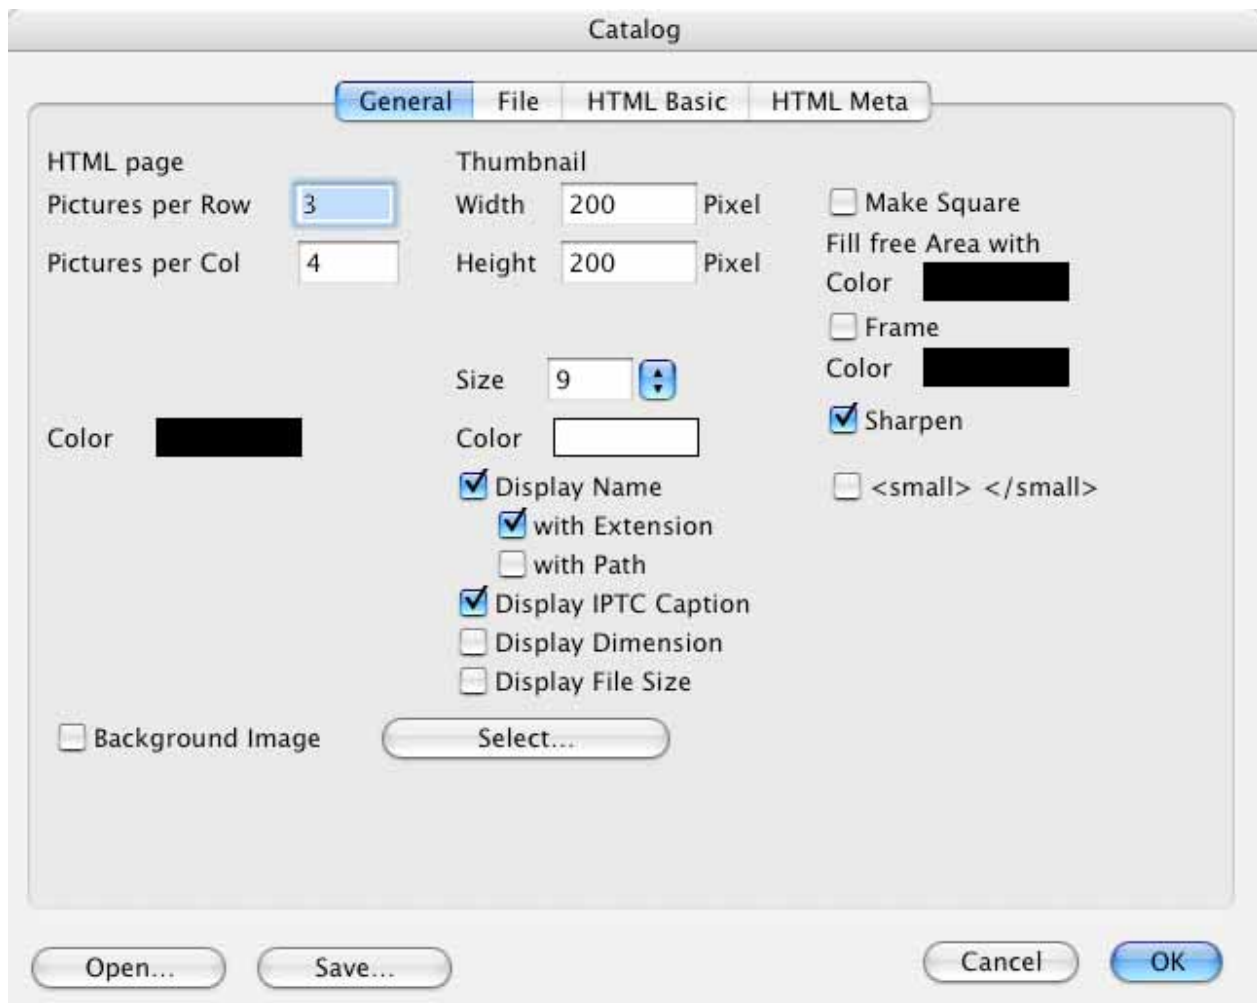 Catalog
General File HTML Basic HTML Meta
HTML page
Pictures per Row 3
Pictures per Col 4
Color
Thumbnail
Width 200 Pixel
Height 200 Pixel
Size 9
Color
Display Name
with Extension
with Path
Display IPTC Caption
Display Dimension
Display File Size
Make Square
Fill free Area with
Color
Frame
Color
Sharpen
<small> </small>
Background Image Select...
Open... Save... Cancel OK